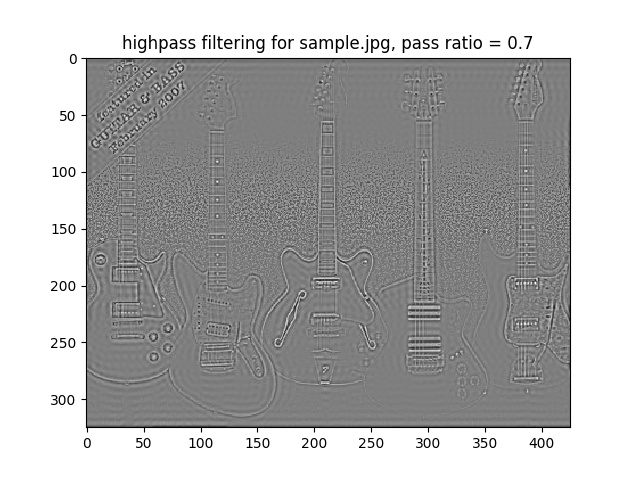 highpass filtering for sample.jpg, pass ratio = 0.7
featured in
GUITAR & BASS
February 2007
0
50
100
150
200
250
300
0 50 100 150 200 250 300 350 400